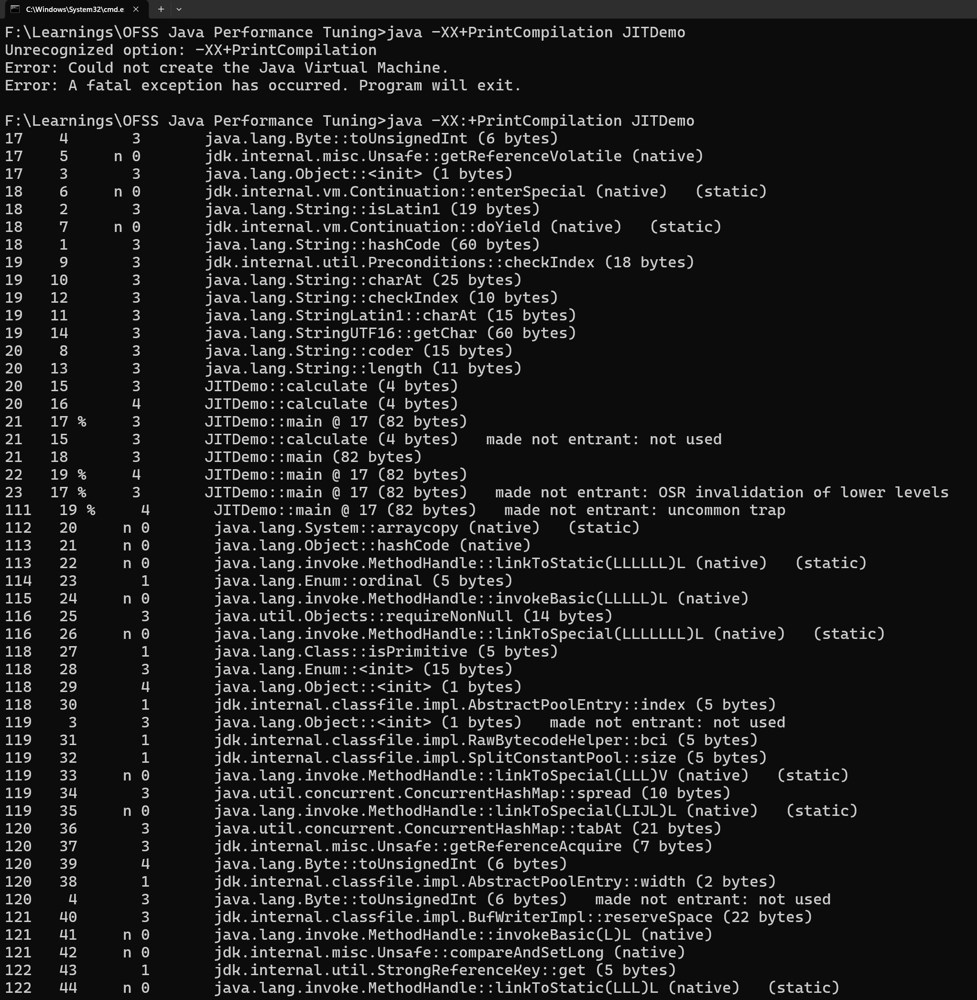 C:\Windows\System32\cmd.e
F:\Learnings\OFSS Java Performance Tuning>java -XX+PrintCompilation JITDemo
Unrecognized option: -XX+PrintCompilation
Error: Could not create the Java Virtual Machine.
Error: A fatal exception has occurred. Program will exit.
F:\Learnings\OFSS Java Performance Tuning>java -XX:+PrintCompilation JITDemo
17    4       3       java.lang.Byte::toUnsignedInt (6 bytes)
17    5     n 0       jdk.internal.misc.Unsafe::getReferenceVolatile (native)
17    3       3       java.lang.Object::<init> (1 bytes)
18    6     n 0       jdk.internal.vm.Continuation::enterSpecial (native)   (static)
18    2       3       java.lang.String::isLatin1 (19 bytes)
18    7     n 0       jdk.internal.vm.Continuation::doYield (native)   (static)
18    1       3       java.lang.String::hashCode (60 bytes)
19    9       3       jdk.internal.util.Preconditions::checkIndex (18 bytes)
19   10       3       java.lang.String::charAt (25 bytes)
19   12       3       java.lang.String::checkIndex (10 bytes)
19   11       3       java.lang.StringLatin1::charAt (15 bytes)
19   14       3       java.lang.StringUTF16::getChar (60 bytes)
20    8       3       java.lang.String::coder (15 bytes)
20   13       3       java.lang.String::length (11 bytes)
20   15       3       JITDemo::calculate (4 bytes)
20   16       4       JITDemo::calculate (4 bytes)
21   17 %     3       JITDemo::main @ 17 (82 bytes)
21   15       3       JITDemo::calculate (4 bytes)   made not entrant: not used
21   18       3       JITDemo::main (82 bytes)
22   19 %     4       JITDemo::main @ 17 (82 bytes)
23   17 %     3       JITDemo::main @ 17 (82 bytes)   made not entrant: OSR invalidation of lower levels
111   19 %     4       JITDemo::main @ 17 (82 bytes)   made not entrant: uncommon trap
112   20     n 0       java.lang.System::arraycopy (native)   (static)
113   21     n 0       java.lang.Object::hashCode (native)
113   22     n 0       java.lang.invoke.MethodHandle::linkToStatic(LLLLLL)L (native)   (static)
114   23       1       java.lang.Enum::ordinal (5 bytes)
115   24     n 0       java.lang.invoke.MethodHandle::invokeBasic(LLLLL)L (native)
116   25       3       java.util.Objects::requireNonNull (14 bytes)
116   26     n 0       java.lang.invoke.MethodHandle::linkToSpecial(LLLLLLL)L (native)   (static)
118   27       1       java.lang.Class::isPrimitive (5 bytes)
118   28       3       java.lang.Enum::<init> (15 bytes)
118   29       4       java.lang.Object::<init> (1 bytes)
118   30       1       jdk.internal.classfile.impl.AbstractPoolEntry::index (5 bytes)
119    3       3       java.lang.Object::<init> (1 bytes)   made not entrant: not used
119   31       1       jdk.internal.classfile.impl.RawBytecodeHelper::bci (5 bytes)
119   32       1       jdk.internal.classfile.impl.SplitConstantPool::size (5 bytes)
119   33     n 0       java.lang.invoke.MethodHandle::linkToSpecial(LLL)V (native)   (static)
119   34       3       java.util.concurrent.ConcurrentHashMap::spread (10 bytes)
119   35     n 0       java.lang.invoke.MethodHandle::linkToSpecial(LIJL)L (native)   (static)
120   36       3       java.util.concurrent.ConcurrentHashMap::tabAt (21 bytes)
120   37       3       jdk.internal.misc.Unsafe::getReferenceAcquire (7 bytes)
120   39       4       java.lang.Byte::toUnsignedInt (6 bytes)
120   38       1       jdk.internal.classfile.impl.AbstractPoolEntry::width (2 bytes)
120    4       3       java.lang.Byte::toUnsignedInt (6 bytes)   made not entrant: not used
121   40       3       jdk.internal.classfile.impl.BufWriterImpl::reserveSpace (22 bytes)
121   41     n 0       java.lang.invoke.MethodHandle::invokeBasic(L)L (native)
121   42     n 0       jdk.internal.misc.Unsafe::compareAndSetLong (native)
122   43       1       jdk.internal.util.StrongReferenceKey::get (5 bytes)
122   44     n 0       java.lang.invoke.MethodHandle::linkToStatic(LLL)L (native)   (static)